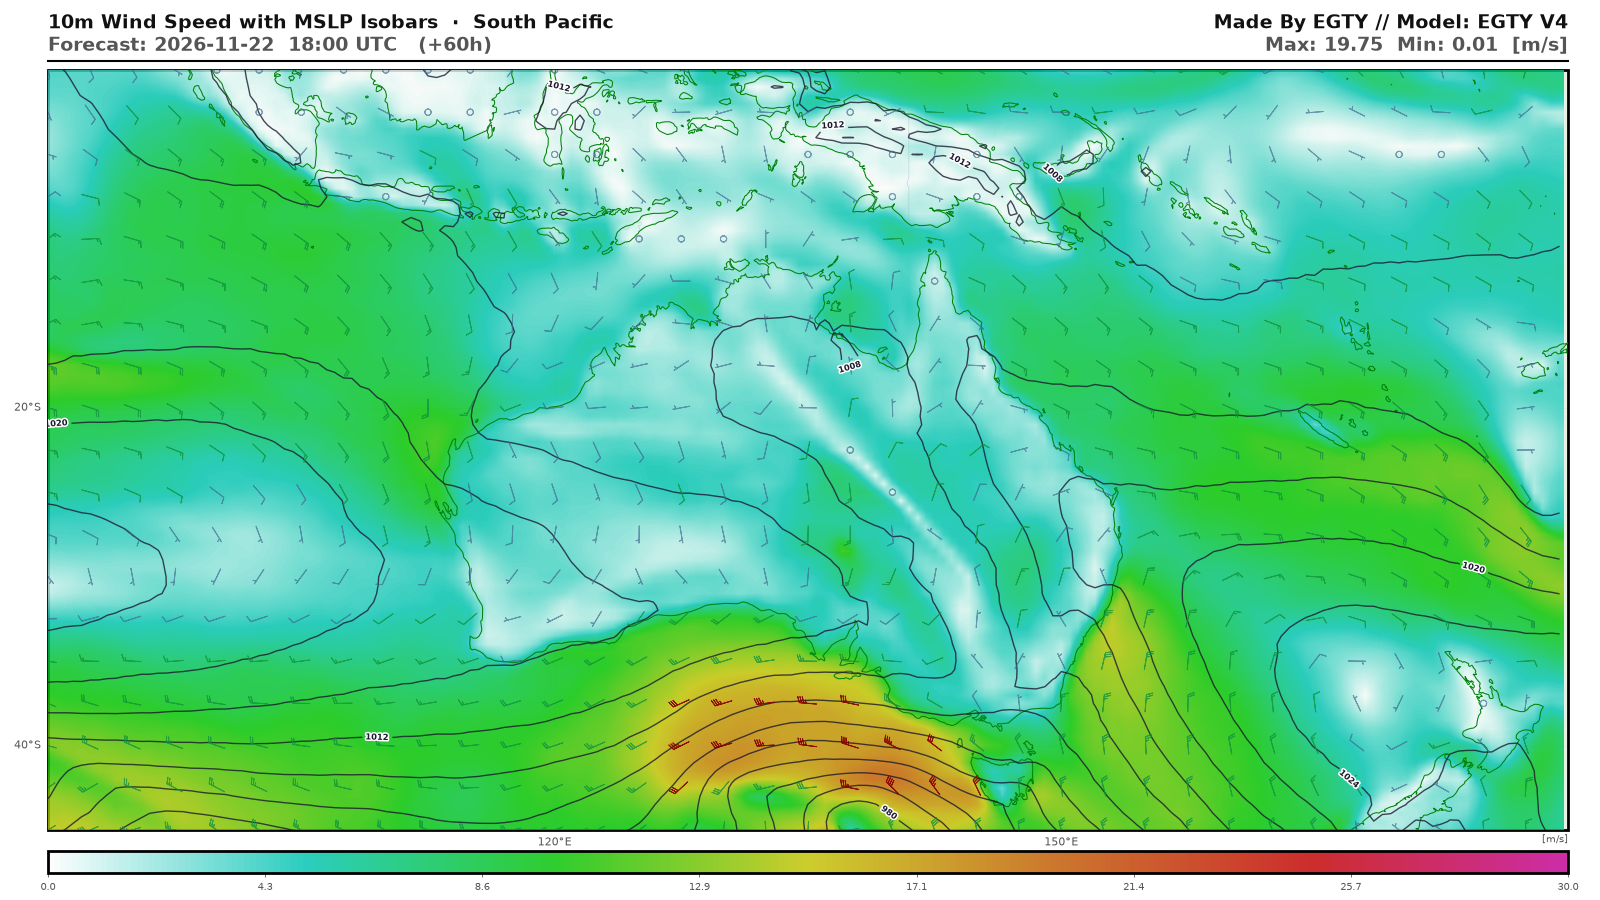 10m Wind Speed with MSLP Isobars · South Pacific
Made By EGTY // Model: EGTY V4
Forecast: 2026-11-22 18:00 UTC (+60h)
Max: 19.75 Min: 0.01 [m/s]
1012
1012
1012
1008
1008
20°S
1020
1020
1012
40°S
1024
980
120°E
150°E
[m/s]
0.0
4.3
8.6
12.9
17.1
21.4
25.7
30.0